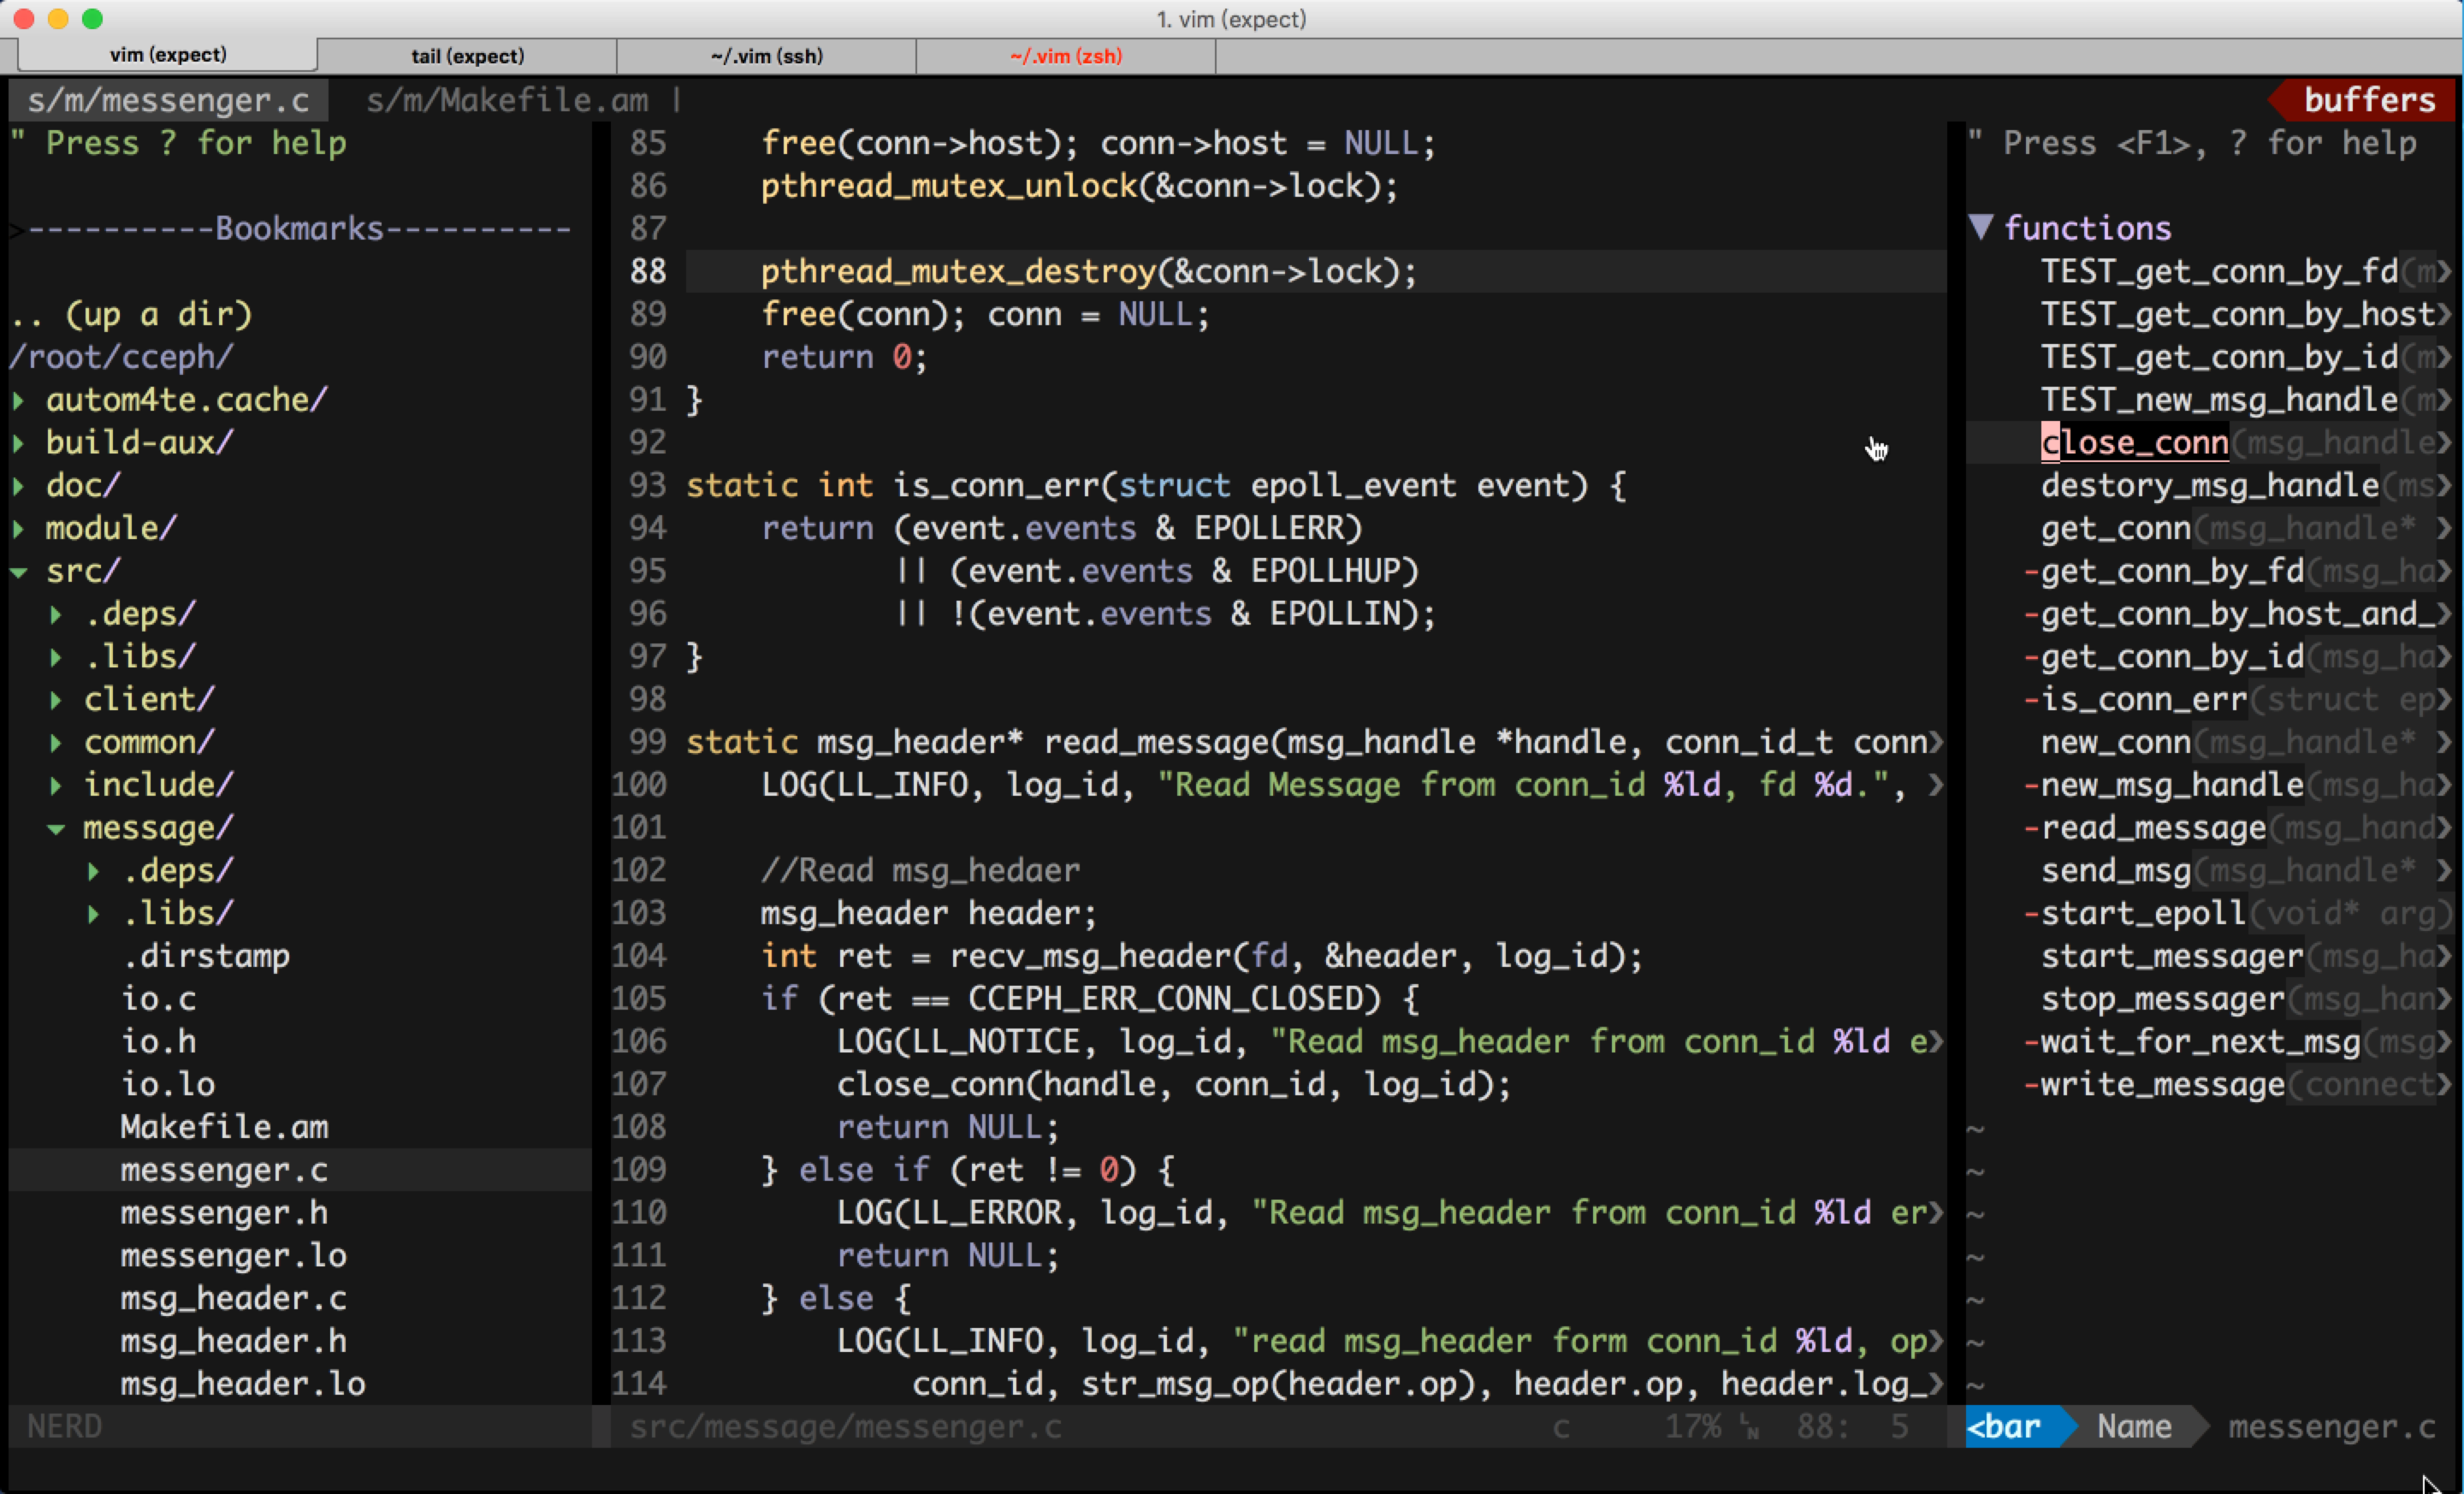 1. vim (expect)
vim (expect)
tail (expect)
~/.vim (ssh)
~/.vim (zsh)
s/m/messenger.c
s/m/Makefile.am |
buffers
" Press ? for help
>----------Bookmarks----------
.. (up a dir)
/root/cceph/
▸ autom4te.cache/
▸ build-aux/
▸ doc/
▸ module/
▾ src/
▸ .deps/
▸ .libs/
▸ client/
▸ common/
▸ include/
▾ message/
▸ .deps/
▸ .libs/
.dirstamp
io.c
io.h
io.lo
Makefile.am
messenger.c
messenger.h
messenger.lo
msg_header.c
msg_header.h
msg_header.lo
NERD
85     free(conn->host); conn->host = NULL;
86     pthread_mutex_unlock(&conn->lock);
87
88     pthread_mutex_destroy(&conn->lock);
89     free(conn); conn = NULL;
90     return 0;
91 }
92
93 static int is_conn_err(struct epoll_event event) {
94     return (event.events & EPOLLERR)
95            || (event.events & EPOLLHUP)
96            || !(event.events & EPOLLIN);
97 }
98
99 static msg_header* read_message(msg_handle *handle, conn_id_t conn❯
100     LOG(LL_INFO, log_id, "Read Message from conn_id %ld, fd %d.", ❯
101
102     //Read msg_hedaer
103     msg_header header;
104     int ret = recv_msg_header(fd, &header, log_id);
105     if (ret == CCEPH_ERR_CONN_CLOSED) {
106         LOG(LL_NOTICE, log_id, "Read msg_header from conn_id %ld e❯
107         close_conn(handle, conn_id, log_id);
108         return NULL;
109     } else if (ret != 0) {
110         LOG(LL_ERROR, log_id, "Read msg_header from conn_id %ld er❯
111         return NULL;
112     } else {
113         LOG(LL_INFO, log_id, "read msg_header form conn_id %ld, op❯
114             conn_id, str_msg_op(header.op), header.op, header.log_❯
src/message/messenger.c
c
17% ␤ 88: 5
" Press <F1>, ? for help
▼ functions
TEST_get_conn_by_fd(m❯
TEST_get_conn_by_host❯
TEST_get_conn_by_id(m❯
TEST_new_msg_handle(m❯
close_conn(msg_handle❯
destory_msg_handle(ms❯
get_conn(msg_handle* ❯
-get_conn_by_fd(msg_ha❯
-get_conn_by_host_and_❯
-get_conn_by_id(msg_ha❯
-is_conn_err(struct ep❯
new_conn(msg_handle* ❯
-new_msg_handle(msg_ha❯
-read_message(msg_hand❯
send_msg(msg_handle* ❯
-start_epoll(void* arg)
start_messager(msg_ha❯
stop_messager(msg_han❯
-wait_for_next_msg(msg❯
-write_message(connect❯
~
~
~
~
~
~
~
<bar
Name
messenger.c